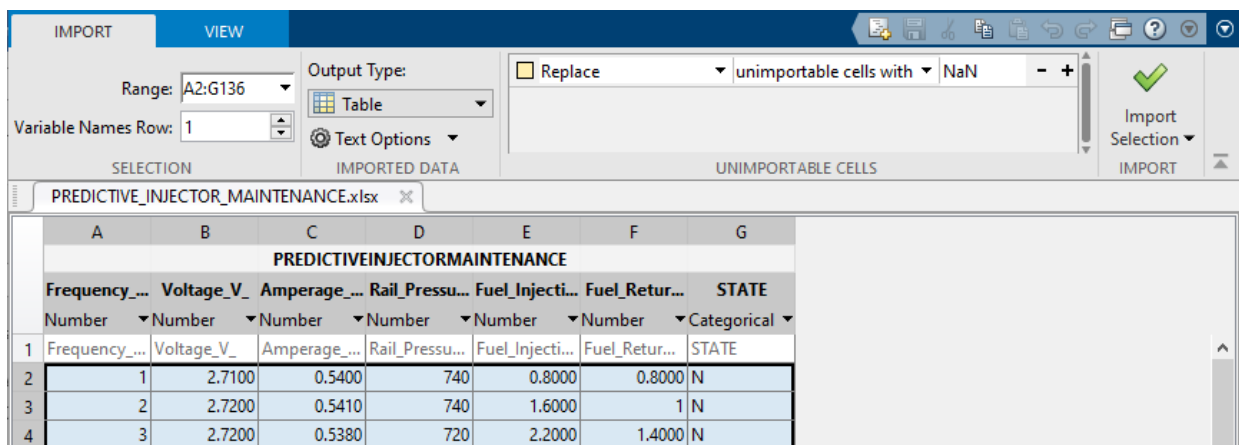 IMPORT VIEW
Range: A2:G136
Variable Names Row: 1
SELECTION
Output Type:
Table
Text Options
IMPORTED DATA
Replace unimportable cells with NaN - +
UNIMPORTABLE CELLS
Import
Selection
IMPORT
PREDICTIVE_INJECTOR_MAINTENANCE.xlsx
A B C D E F G
PREDICTIVEINJECTORMAINTENANCE
Frequency_... Voltage_V_ Amperage_... Rail_Pressu... Fuel_Injecti... Fuel_Retur... STATE
Number Number Number Number Number Number Categorical
1 Frequency_... Voltage_V_ Amperage_... Rail_Pressu... Fuel_Injecti... Fuel_Retur... STATE
2 1 2.7100 0.5400 740 0.8000 0.8000 N
3 2 2.7200 0.5410 740 1.6000 1 N
4 3 2.7200 0.5380 720 2.2000 1.4000 N